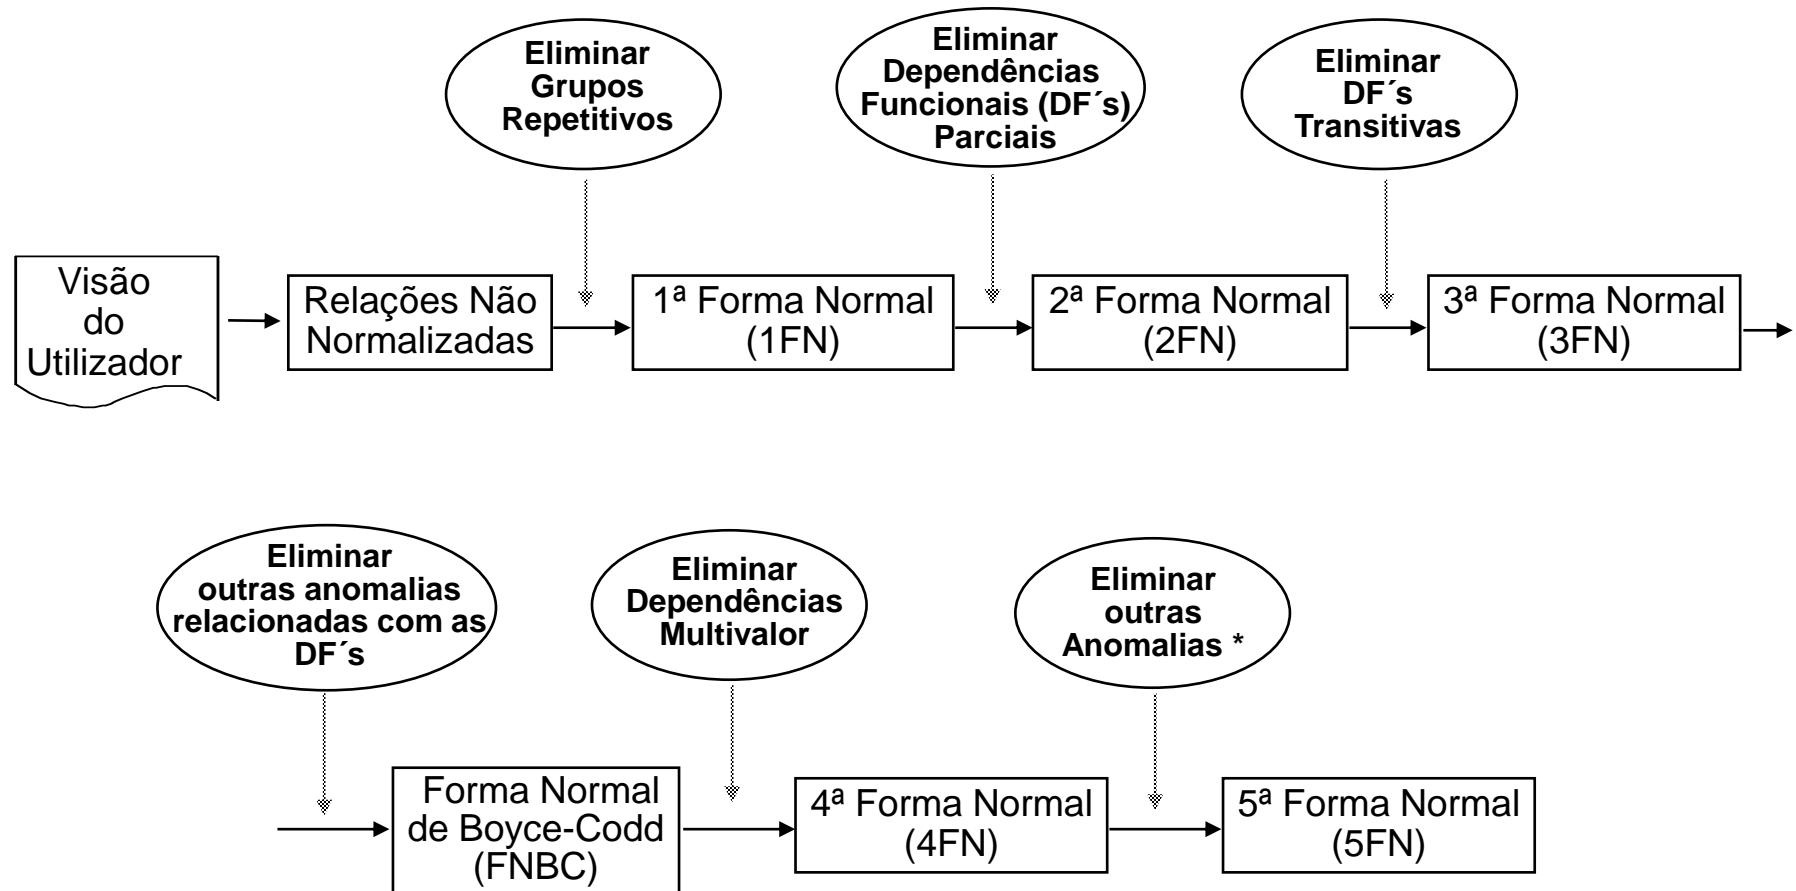 Eliminar
Grupos
Repetitivos
Eliminar
Dependências
Funcionais (DF´s)
Parciais
Eliminar
DF´s
Transitivas
Visão
do
Utilizador
Relações Não
Normalizadas
1ª Forma Normal
(1FN)
2ª Forma Normal
(2FN)
3ª Forma Normal
(3FN)
Eliminar
outras anomalias
relacionadas com as
DF´s
Eliminar
Dependências
Multivalor
Eliminar
outras
Anomalias *
Forma Normal
de Boyce-Codd
(FNBC)
4ª Forma Normal
(4FN)
5ª Forma Normal
(5FN)